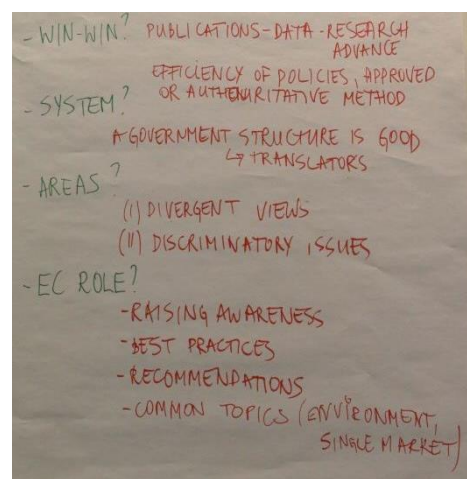 - WIN-WIN? PUBLICATIONS - DATA - RESEARCH
ADVANCE
EFFICIENCY OF POLICIES, APPROVED
OR AUTHENURITATIVE METHOD
- SYSTEM?
A GOVERNMENT STRUCTURE IS GOOD
↳ TRANSLATORS
- AREAS?
(I) DIVERGENT VIEWS
(II) DISCRIMINATORY ISSUES
- EC ROLE?
- RAISING AWARENESS
- BEST PRACTICES
- RECOMMENDATIONS
- COMMON TOPICS (ENVIRONMENT,
SINGLE MARKET)